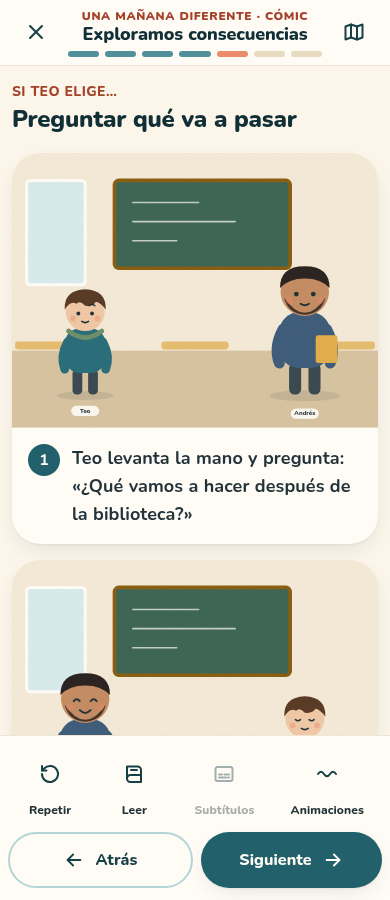 UNA MAÑANA DIFERENTE · CÓMIC
Exploramos consecuencias
SI TEO ELIGE...
Preguntar qué va a pasar
Teo
Andrés
1
Teo levanta la mano y pregunta:
«¿Qué vamos a hacer después de
la biblioteca?»
Repetir
Leer
Subtítulos
Animaciones
Atrás
Siguiente